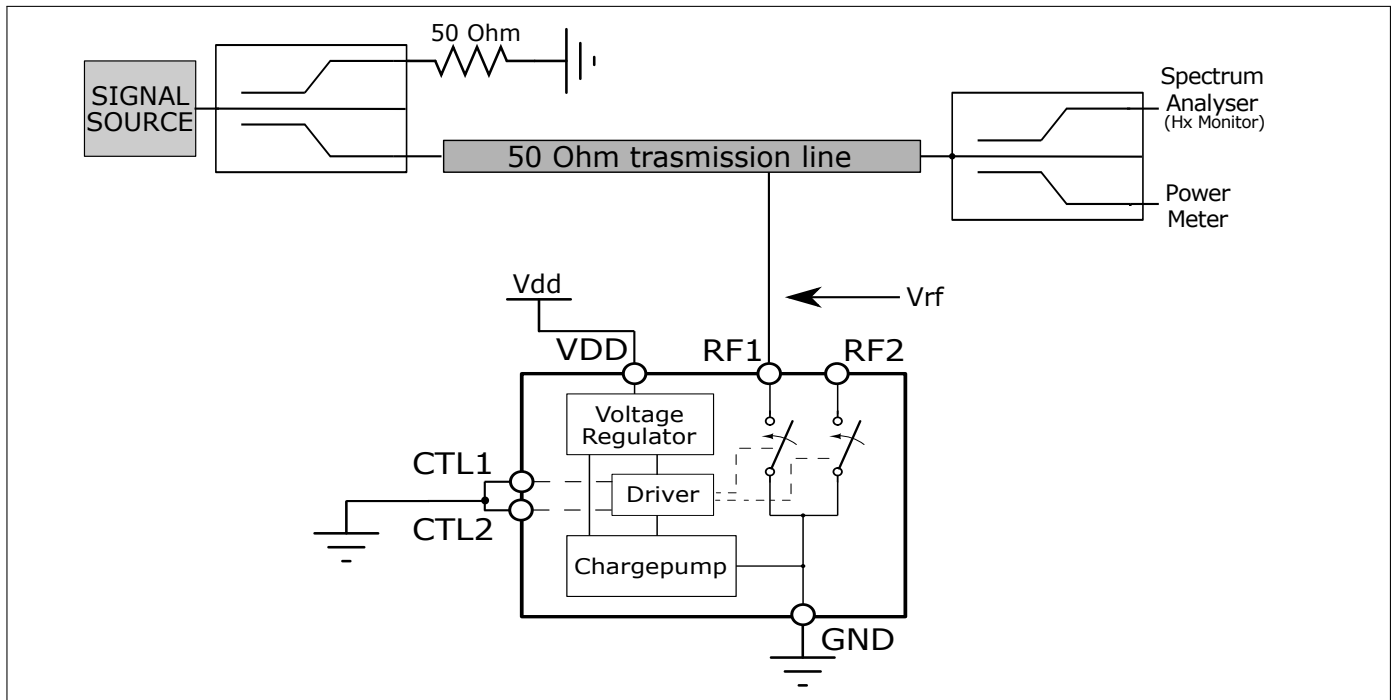 50 Ohm
SIGNAL
SOURCE
50 Ohm trasmission line
Spectrum
Analyser
(Hx Monitor)
Power
Meter
Vdd
Vrf
VDD
RF1
RF2
Voltage
Regulator
CTL1
Driver
CTL2
Chargepump
GND